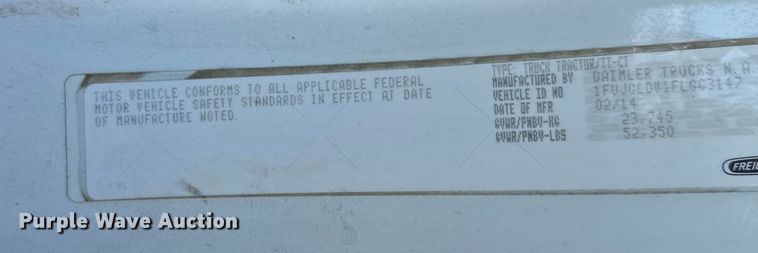 THIS VEHICLE CONFORMS TO ALL APPLICABLE FEDERAL
MOTOR VEHICLE SAFETY STANDARDS IN EFFECT AT DATE
OF MANUFACTURE NOTED.
TYPE: TRUCK TRACTOR/TT-CT
MANUFACTURED BY DAIMLER TRUCKS N.A.
VEHICLE ID NO
DATE OF MFR 02/14
GVWR/PNBV-KG 23,745
GVWR/PNBV-LBS 52,350
FREI
Purple Wave Auction